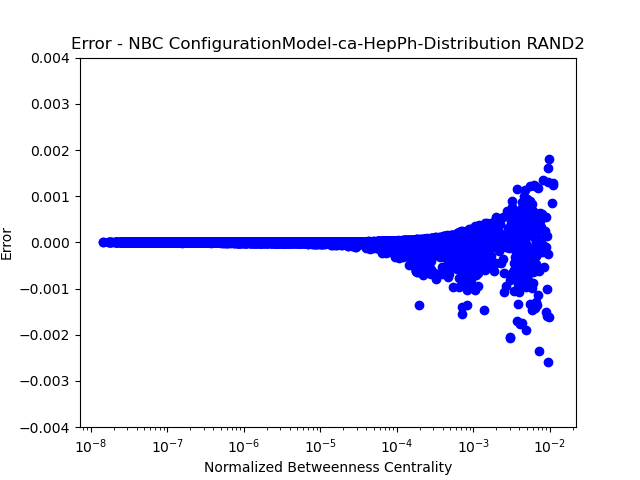 Error - NBC ConfigurationModel-ca-HepPh-Distribution RAND2
0.004
0.003
0.002
0.001
0.000
−0.001
−0.002
−0.003
−0.004
Error
10⁻⁸ 10⁻⁷ 10⁻⁶ 10⁻⁵ 10⁻⁴ 10⁻³ 10⁻²
Normalized Betweenness Centrality